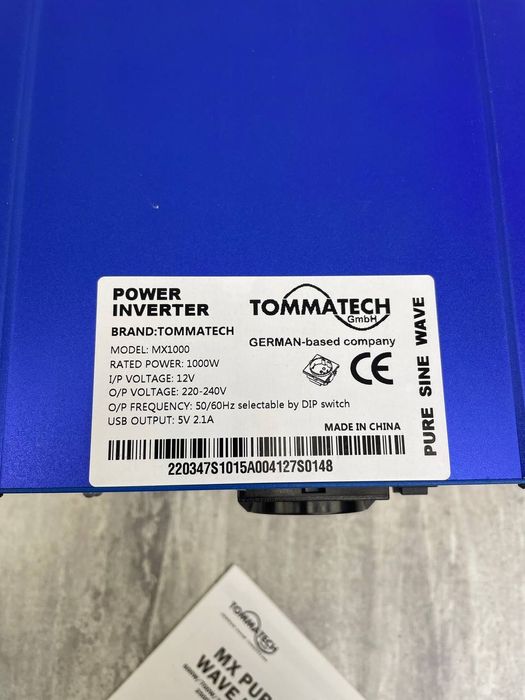 POWER
INVERTER
BRAND:TOMMATECH
MODEL: MX1000
RATED POWER: 1000W
I/P VOLTAGE: 12V
O/P VOLTAGE: 220-240V
O/P FREQUENCY: 50/60Hz selectable by DIP switch
USB OUTPUT: 5V 2.1A
TOMMATECH
GmbH
GERMAN-based company
CE
MADE IN CHINA
PURE SINE WAVE
220347S1015A004127S0148
TOMMATECH
MX PUR
WAVE